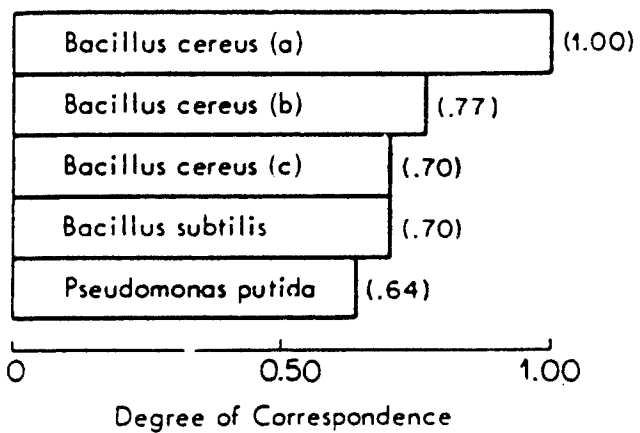 Bacillus cereus (a) (1.00)
Bacillus cereus (b) (.77)
Bacillus cereus (c) (.70)
Bacillus subtilis (.70)
Pseudomonas putida (.64)
0 0.50 1.00
Degree of Correspondence